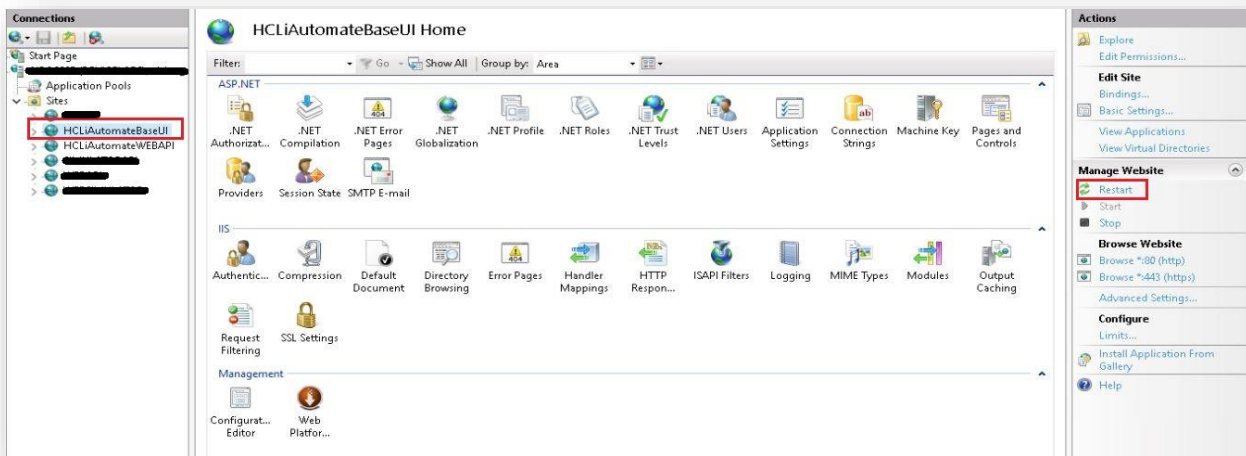 Connections
Start Page
Application Pools
Sites
HCLiAutomateBaseUI
HCLiAutomateWEBAPI
HCLiAutomateBaseUI Home
Filter:
Go
Show All
Group by: Area
ASP.NET
.NET Authorizat...
.NET Compilation
.NET Error Pages
.NET Globalization
.NET Profile
.NET Roles
.NET Trust Levels
.NET Users
Application Settings
Connection Strings
Machine Key
Pages and Controls
Providers
Session State
SMTP E-mail
IIS
Authentic...
Compression
Default Document
Directory Browsing
Error Pages
Handler Mappings
HTTP Respon...
ISAPI Filters
Logging
MIME Types
Modules
Output Caching
Request Filtering
SSL Settings
Management
Configurat... Editor
Web Platfor...
Actions
Explore
Edit Permissions...
Edit Site
Bindings...
Basic Settings...
View Applications
View Virtual Directories
Manage Website
Restart
Start
Stop
Browse Website
Browse *:80 (http)
Browse *:443 (https)
Advanced Settings...
Configure
Limits...
Install Application From
Gallery
Help